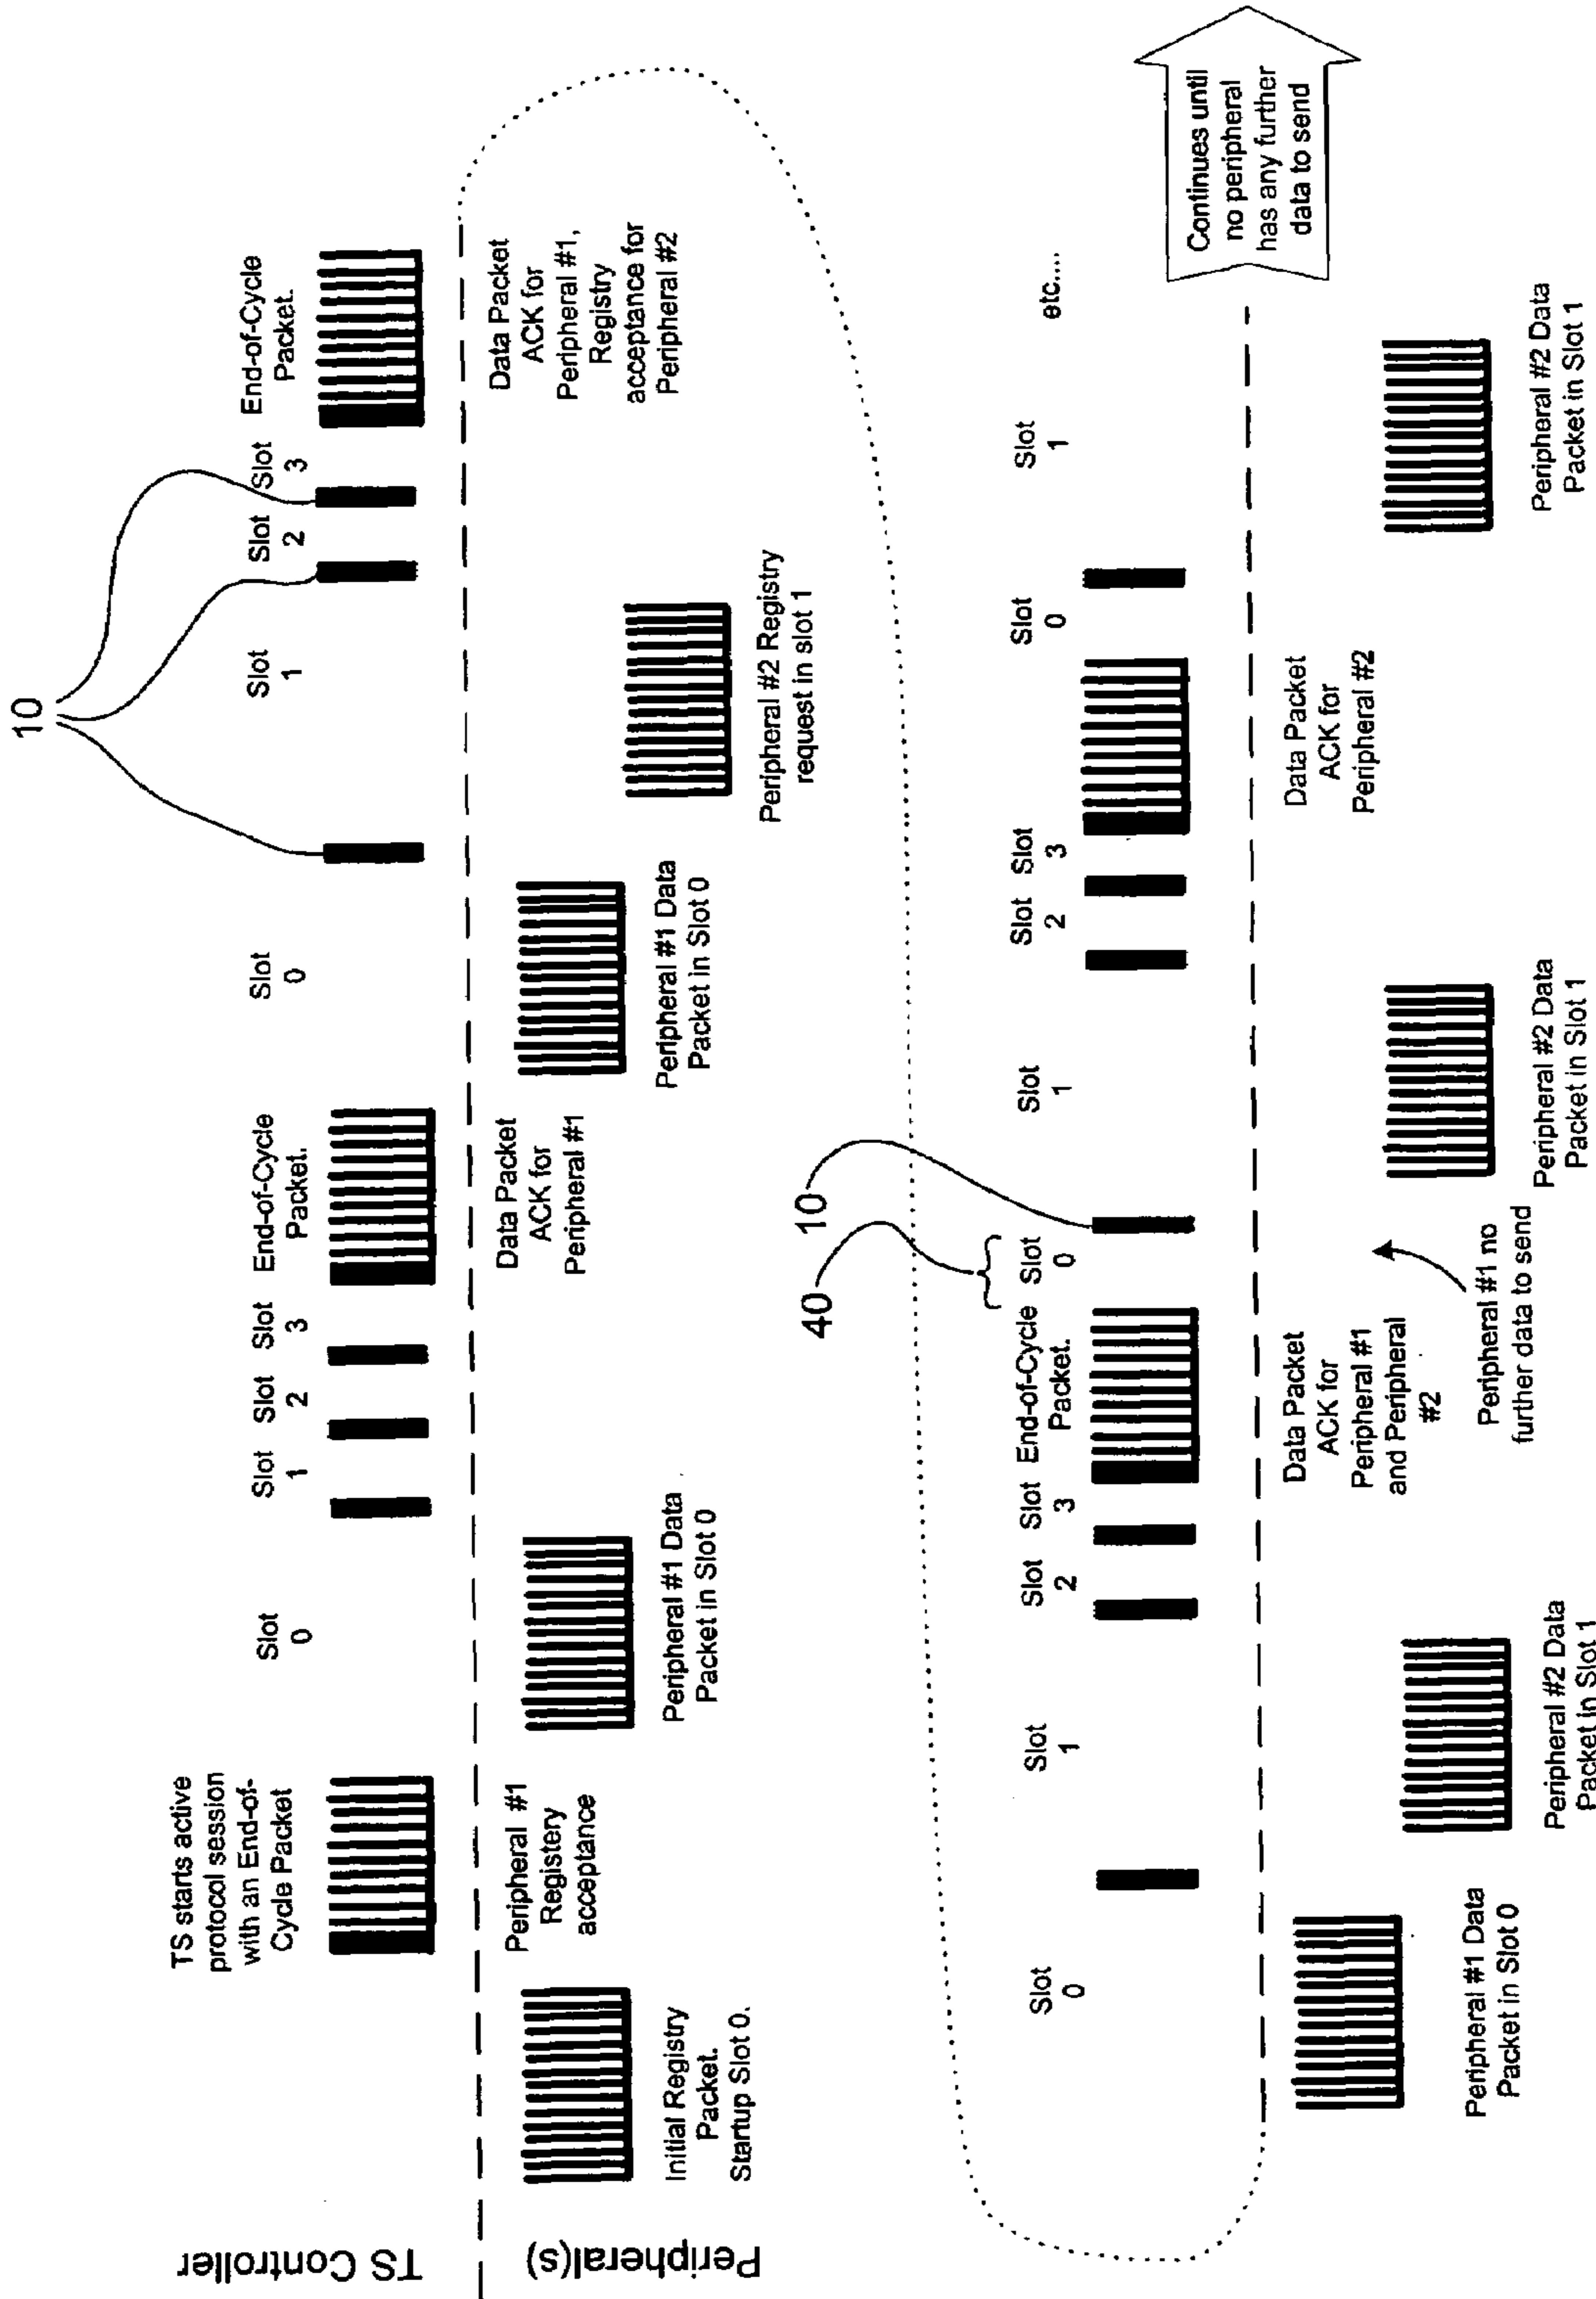 10
TS Controller
Peripheral(s)
TS starts active
protocol session
with an End-of-
Cycle Packet
Slot
0
Slot
1
Slot
2
Slot
3
End-of-Cycle
Packet.
Slot
0
Slot
1
Slot
2
Slot
3
End-of-Cycle
Packet.
Initial Registry
Packet.
Startup Slot 0.
Peripheral #1
Registery
acceptance
Peripheral #1 Data
Packet in Slot 0
Data Packet
ACK for
Peripheral #1
Peripheral #1 Data
Packet in Slot 0
Peripheral #2 Registry
request in slot 1
Data Packet
ACK for
Peripheral #1,
Registry
acceptance for
Peripheral #2
40
10
Slot
0
Slot
1
Slot
2
Slot
3
End-of-Cycle
Packet.
Slot
0
Slot
1
Slot
2
Slot
3
Slot
0
Slot
1
etc....
Continues until
no peripheral
has any further
data to send
Peripheral #1 Data
Packet in Slot 0
Peripheral #2 Data
Packet in Slot 1
Data Packet
ACK for
Peripheral #1
and Peripheral
#2
Peripheral #1 no
further data to send
Peripheral #2 Data
Packet in Slot 1
Data Packet
ACK for
Peripheral #2
Peripheral #2 Data
Packet in Slot 1